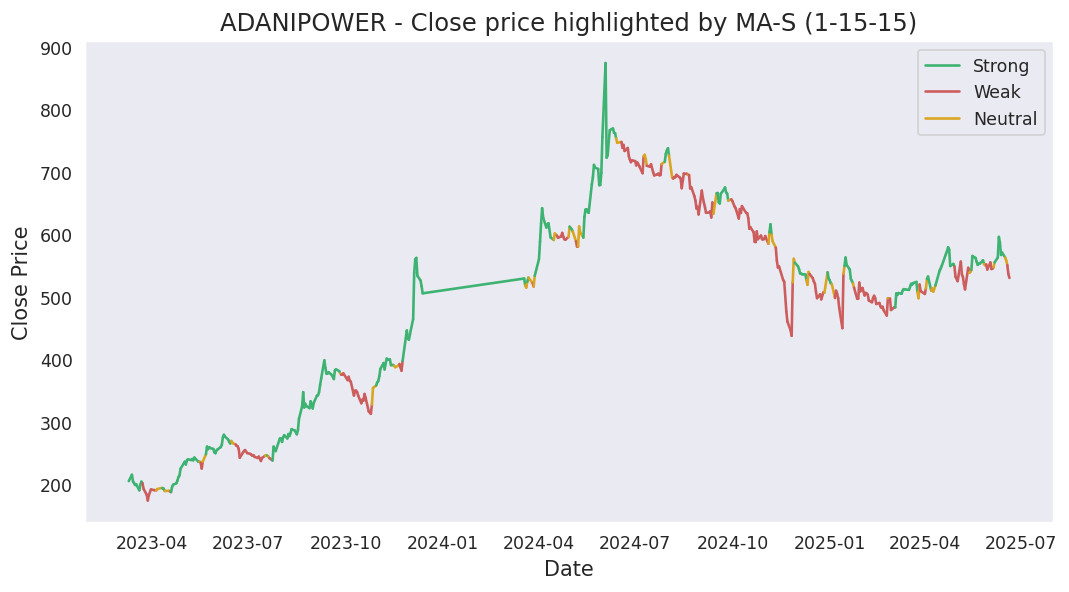 ADANIPOWER - Close price highlighted by MA-S (1-15-15)
Strong
Weak
Neutral
Close Price
900
800
700
600
500
400
300
200
2023-04 2023-07 2023-10 2024-01 2024-04 2024-07 2024-10 2025-01 2025-04 2025-07
Date